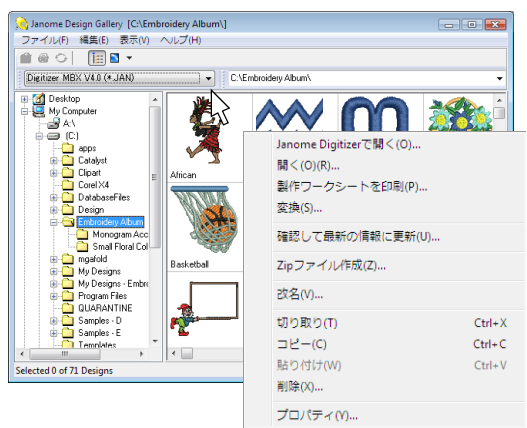 Janome Design Gallery [C:\Embroidery Album\]
ファイル(F) 編集(E) 表示(V) ヘルプ(H)
Digitizer MBX V4.0 (*.JAN)
C:\Embroidery Album\
Desktop
My Computer
A:\
(C:)
apps
Catalyst
Clipart
Corel X4
DatabaseFiles
Design
Embroidery Album
Monogram Acc
Small Floral Col
mgafold
My Designs
My Designs - Embro
Program Files
QUARANTINE
Samples - D
Samples - E
Templates
African
Basketball
Selected 0 of 71 Designs
Janome Digitizerで開く(O)...
開く(O)(R)...
製作ワークシートを印刷(P)...
変換(S)...
確認して最新の情報に更新(U)...
Zipファイル作成(Z)...
改名(V)...
切り取り(T) Ctrl+X
コピー(C) Ctrl+C
貼り付け(W) Ctrl+V
削除(X)...
プロパティ(Y)...